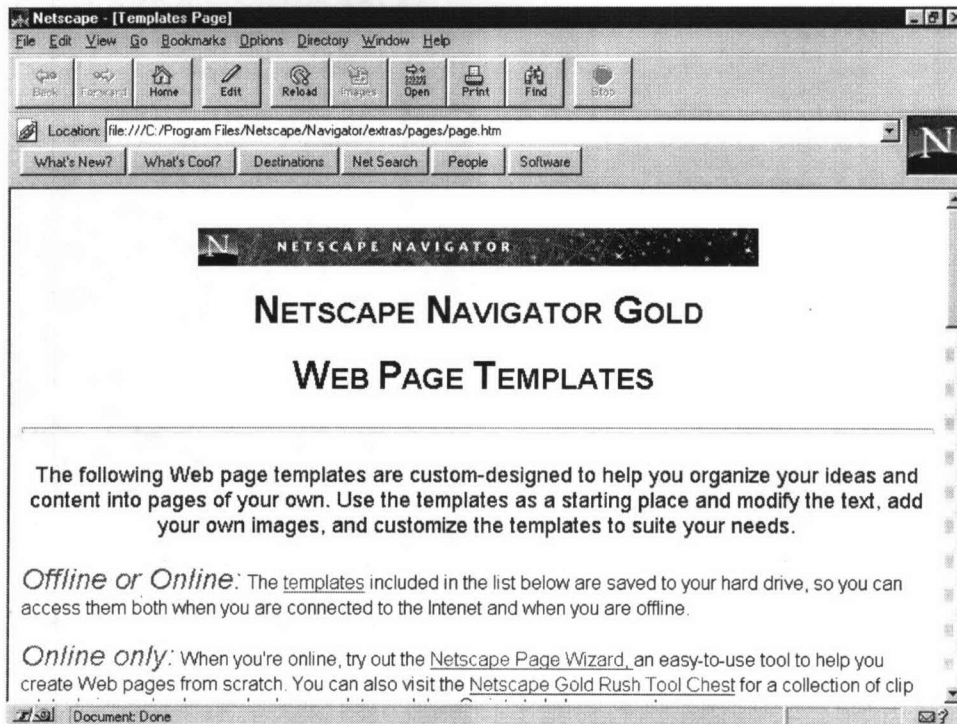 Netscape - [Templates Page]
File Edit View Go Bookmarks Options Directory Window Help
Back Forward Home Edit Reload Images Open Print Find Stop
Location: file:///C:/Program Files/Netscape/Navigator/extras/pages/page.htm
N
What's New? What's Cool? Destinations Net Search People Software
N NETSCAPE NAVIGATOR
NETSCAPE NAVIGATOR GOLD
WEB PAGE TEMPLATES
The following Web page templates are custom-designed to help you organize your ideas and
content into pages of your own. Use the templates as a starting place and modify the text, add
your own images, and customize the templates to suite your needs.
Offline or Online: The templates included in the list below are saved to your hard drive, so you can
access them both when you are connected to the Intenet and when you are offline.
Online only: When you're online, try out the Netscape Page Wizard, an easy-to-use tool to help you
create Web pages from scratch. You can also visit the Netscape Gold Rush Tool Chest for a collection of clip
Document: Done